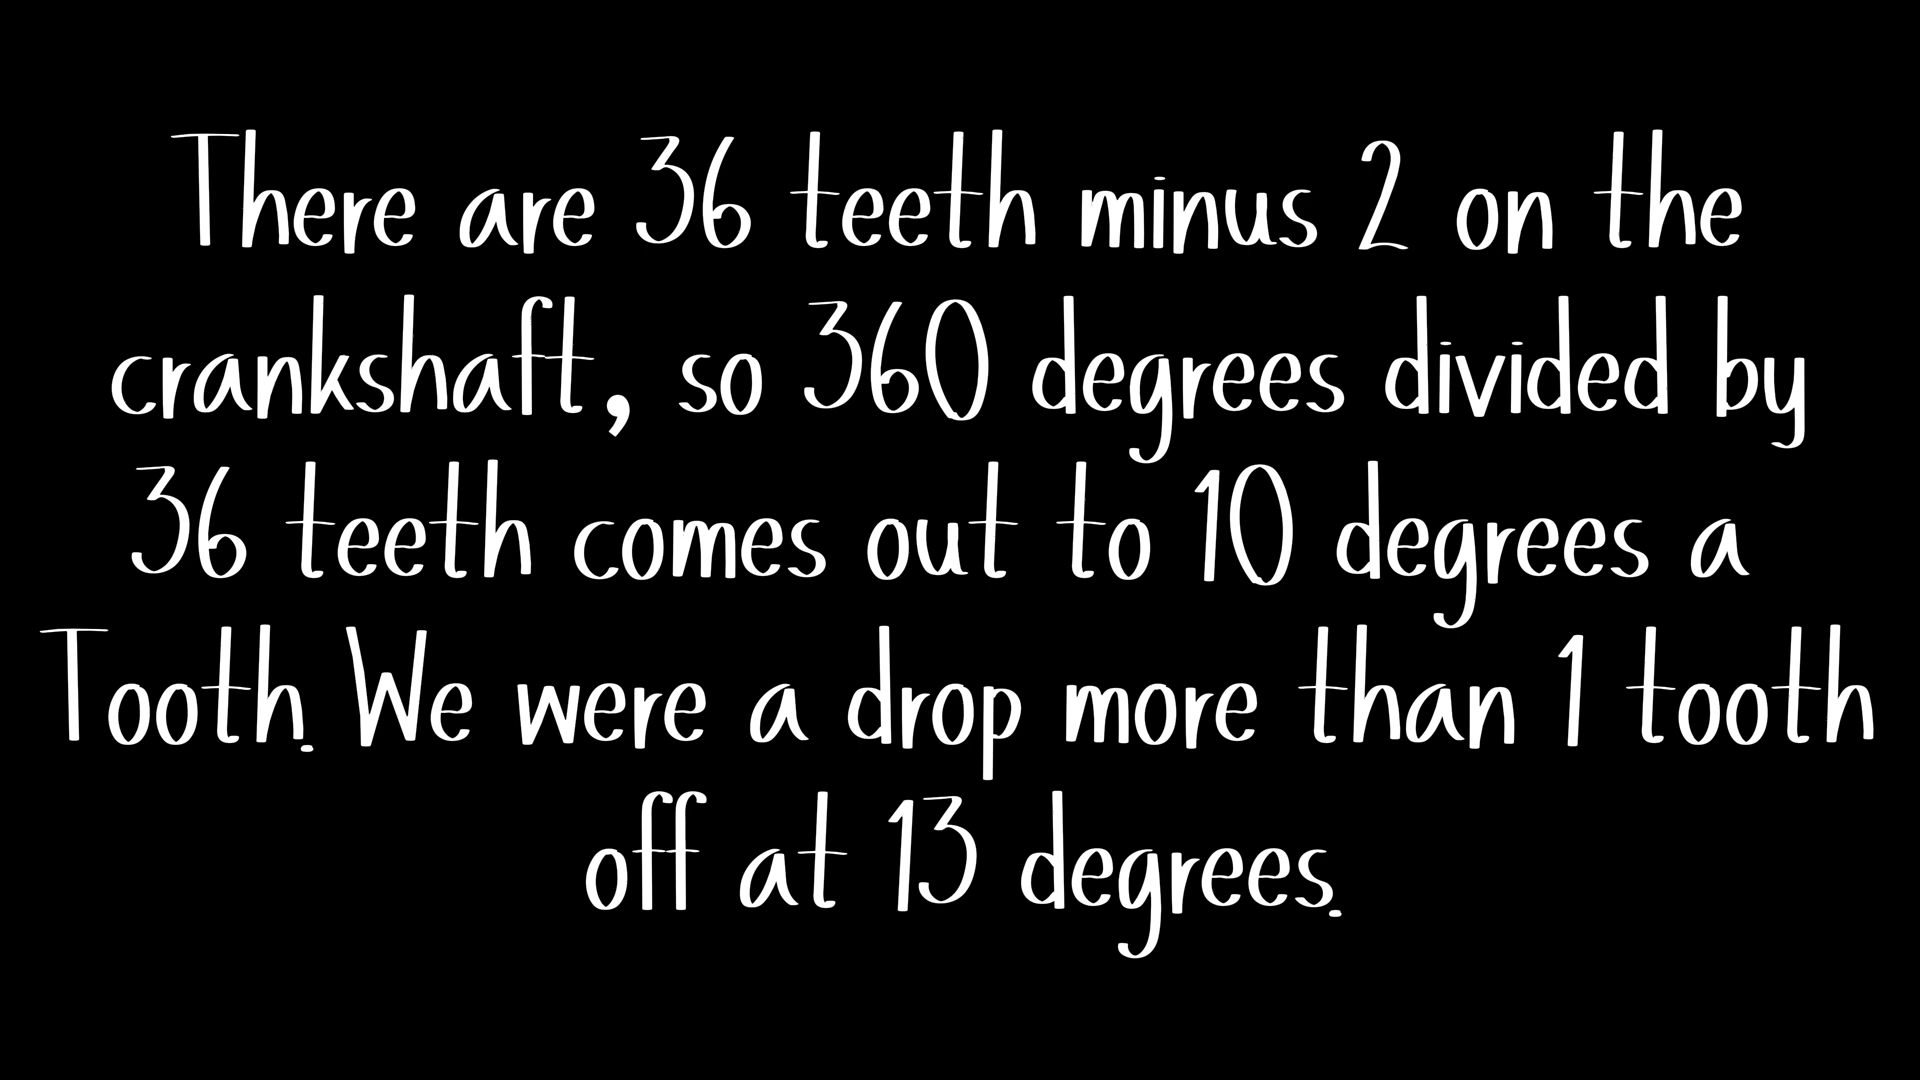 There are 36 teeth minus 2 on the
crankshaft, so 360 degrees divided by
36 teeth comes out to 10 degrees a
Tooth. We were a drop more than 1 tooth
off at 13 degrees.